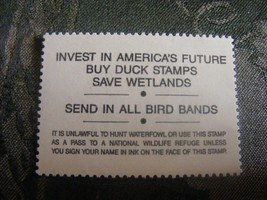 INVEST IN AMERICA'S FUTURE
BUY DUCK STAMPS
SAVE WETLANDS
SEND IN ALL BIRD BANDS
IT IS UNLAWFUL TO HUNT WATERFOWL OR USE THIS STAMP
AS A PASS TO A NATIONAL WILDLIFE REFUGE UNLESS
YOU SIGN YOUR NAME IN INK ON THE FACE OF THIS STAMP.